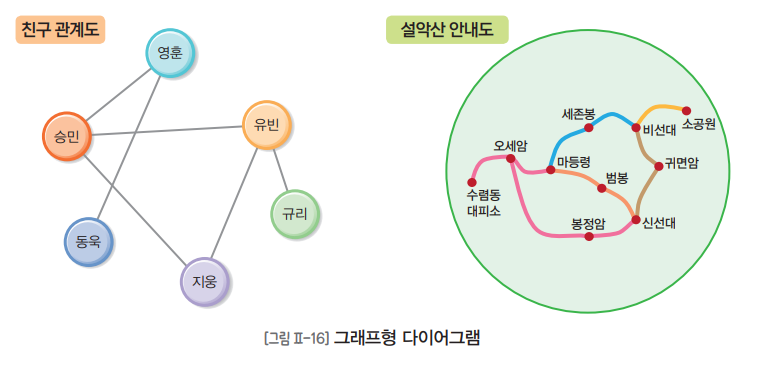 친구 관계도
영훈
승민
유빈
규리
동욱
지웅
설악산 안내도
세존봉
비선대
소공원
오세암
마등령
귀면암
범봉
수렴동
대피소
봉정암
신선대
[그림 Ⅱ-16] 그래프형 다이어그램